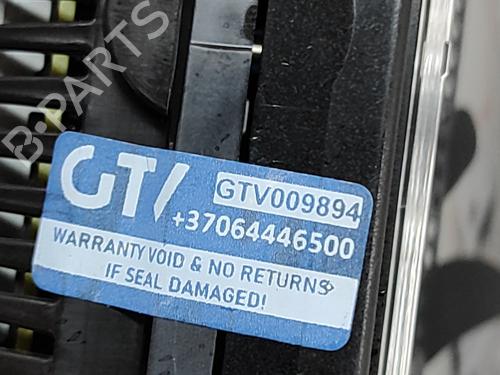 B-PARTS
GTV GTV009894
+37064446500
WARRANTY VOID & NO RETURNS
IF SEAL DAMAGED!